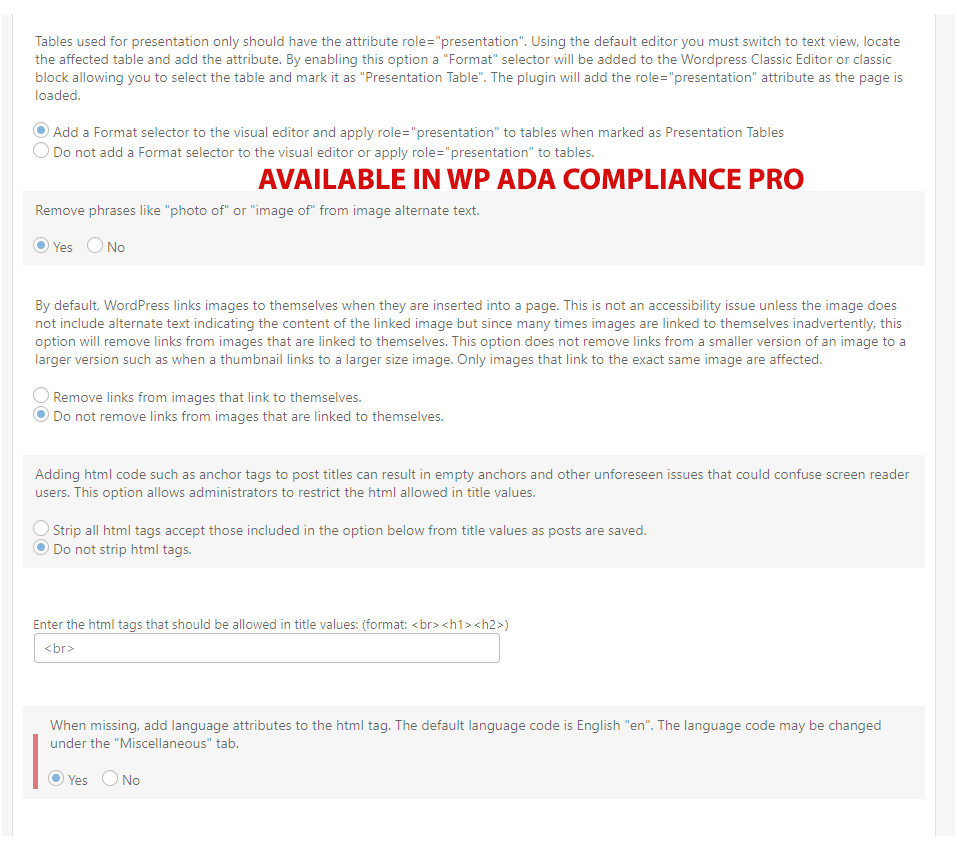 Tables used for presentation only should have the attribute role="presentation". Using the default editor you must switch to text view, locate
the affected table and add the attribute. By enabling this option a "Format" selector will be added to the Wordpress Classic Editor or classic
block allowing you to select the table and mark it as "Presentation Table". The plugin will add the role="presentation" attribute as the page is
loaded.
Add a Format selector to the visual editor and apply role="presentation" to tables when marked as Presentation Tables
Do not add a Format selector to the visual editor or apply role="presentation" to tables.
AVAILABLE IN WP ADA COMPLIANCE PRO
Remove phrases like "photo of" or "image of" from image alternate text.
Yes No
By default, WordPress links images to themselves when they are inserted into a page. This is not an accessibility issue unless the image does
not include alternate text indicating the content of the linked image but since many times images are linked to themselves inadvertently, this
option will remove links from images that are linked to themselves. This option does not remove links from a smaller version of an image to a
larger version such as when a thumbnail links to a larger size image. Only images that link to the exact same image are affected.
Remove links from images that link to themselves.
Do not remove links from images that are linked to themselves.
Adding html code such as anchor tags to post titles can result in empty anchors and other unforeseen issues that could confuse screen reader
users. This option allows administrators to restrict the html allowed in title values.
Strip all html tags accept those included in the option below from title values as posts are saved.
Do not strip html tags.
Enter the html tags that should be allowed in title values: (format: <br><h1><h2>)
<br>
When missing, add language attributes to the html tag. The default language code is English "en". The language code may be changed
under the "Miscellaneous" tab.
Yes No